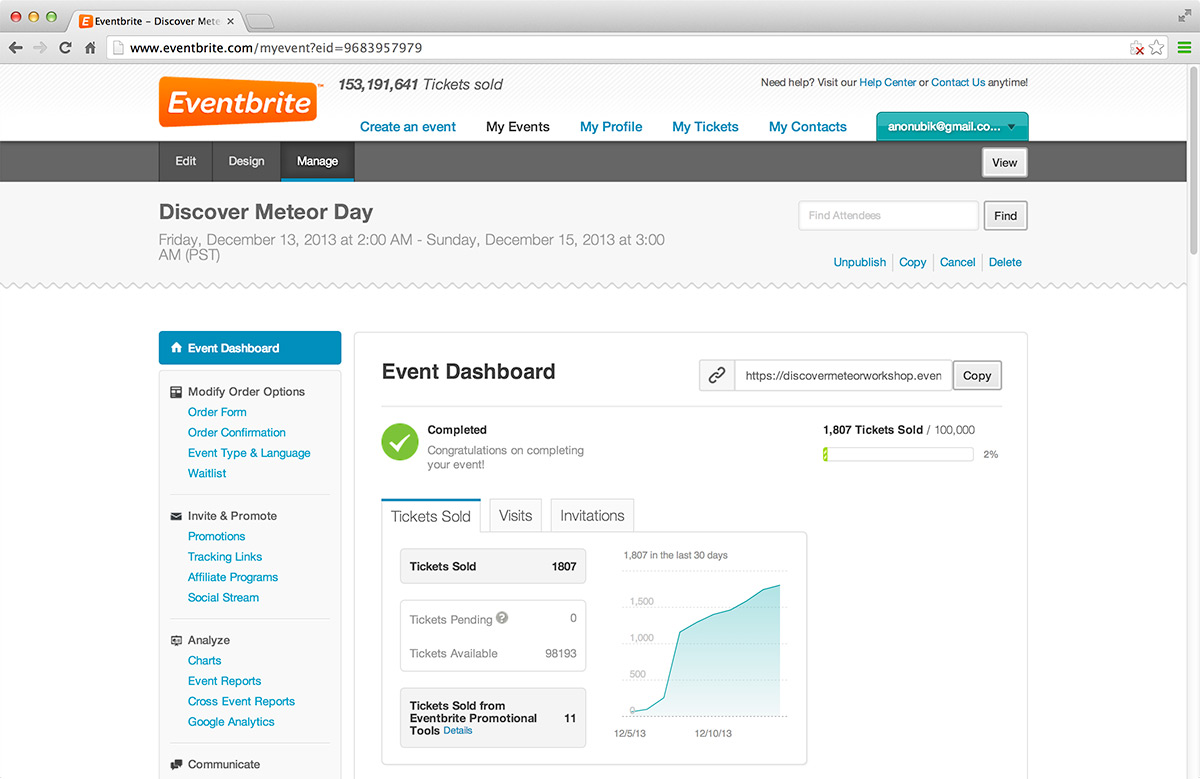 Eventbrite – Discover Mete
www.eventbrite.com/myevent?eid=9683957979
Eventbrite™
153,191,641 Tickets sold
Need help? Visit our Help Center or Contact Us anytime!
Create an event
My Events
My Profile
My Tickets
My Contacts
anonubik@gmail.co...
Edit
Design
Manage
View
Discover Meteor Day
Friday, December 13, 2013 at 2:00 AM - Sunday, December 15, 2013 at 3:00
AM (PST)
Find Attendees
Find
Unpublish
Copy
Cancel
Delete
Event Dashboard
Modify Order Options
Order Form
Order Confirmation
Event Type & Language
Waitlist
Invite & Promote
Promotions
Tracking Links
Affiliate Programs
Social Stream
Analyze
Charts
Event Reports
Cross Event Reports
Google Analytics
Communicate
Event Dashboard
https://discovermeteorworkshop.even
Copy
Completed
Congratulations on completing
your event!
1,807 Tickets Sold / 100,000
2%
Tickets Sold
Visits
Invitations
Tickets Sold 1807
Tickets Pending ? 0
Tickets Available 98193
Tickets Sold from
Eventbrite Promotional 11
Tools Details
1,807 in the last 30 days
1,500
1,000
500
0
12/5/13
12/10/13